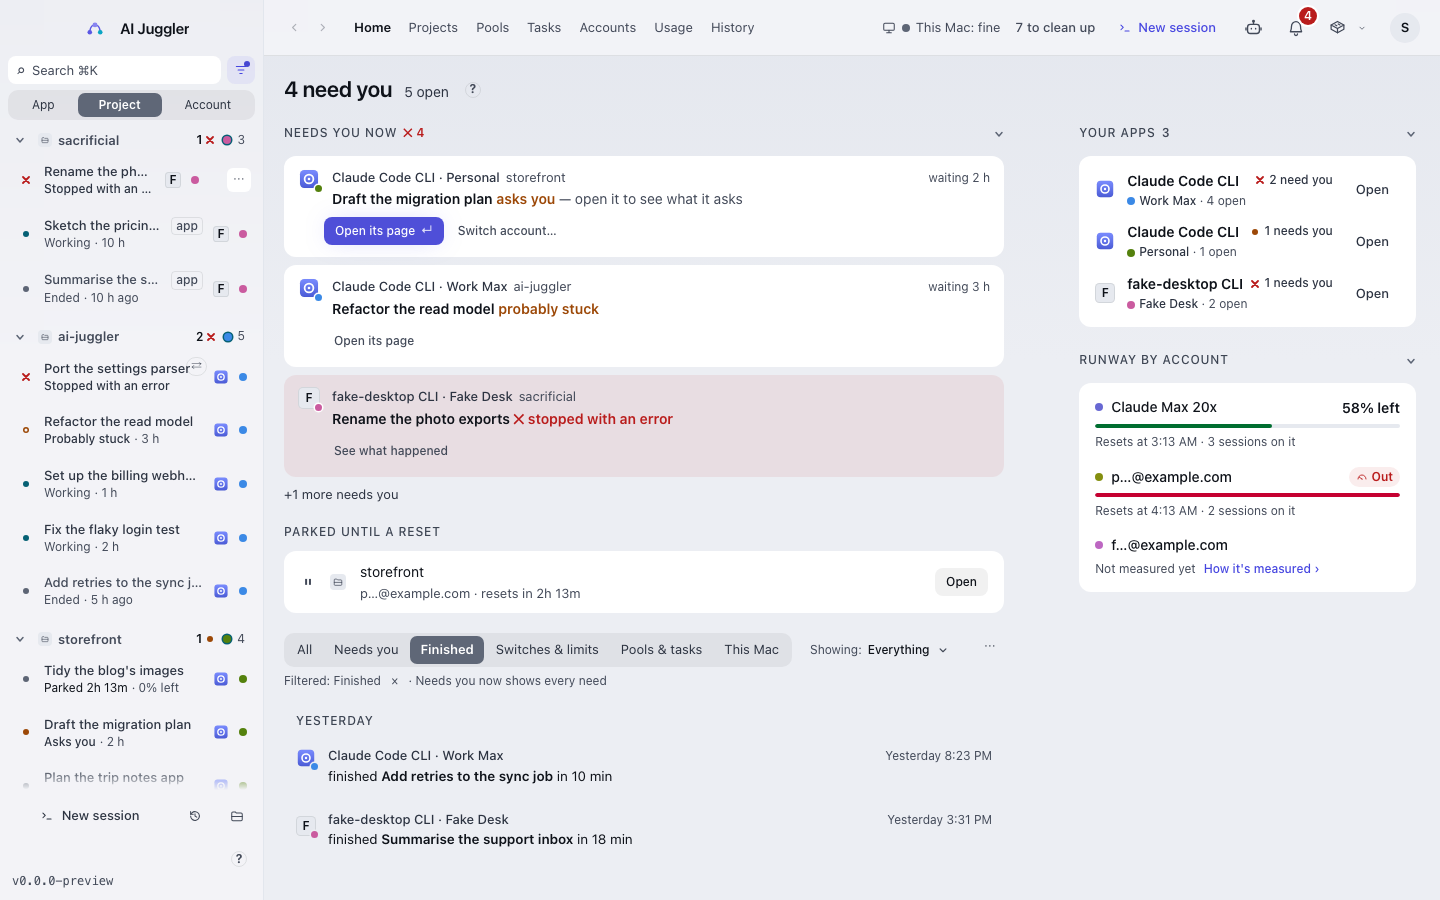 AI Juggler
Search ⌘K
App Project Account
sacrificial 1 3
Rename the ph... F ...
Stopped with an ...
Sketch the pricin... app F
Working · 10 h
Summarise the s... app F
Ended · 10 h ago
ai-juggler 2 5
Port the settings parser
Stopped with an error
Refactor the read model
Probably stuck · 3 h
Set up the billing webh...
Working · 1 h
Fix the flaky login test
Working · 2 h
Add retries to the sync j...
Ended · 5 h ago
storefront 1 4
Tidy the blog's images
Parked 2h 13m · 0% left
Draft the migration plan
Asks you · 2 h
Plan the trip notes app
New session
?
v0.0.0-preview
Home Projects Pools Tasks Accounts Usage History
This Mac: fine 7 to clean up New session 4 S
4 need you 5 open ?
NEEDS YOU NOW 4
Claude Code CLI · Personal storefront waiting 2 h
Draft the migration plan asks you — open it to see what it asks
Open its page ↵ Switch account...
Claude Code CLI · Work Max ai-juggler waiting 3 h
Refactor the read model probably stuck
Open its page
F fake-desktop CLI · Fake Desk sacrificial
Rename the photo exports stopped with an error
See what happened
+1 more needs you
PARKED UNTIL A RESET
storefront
p...@example.com · resets in 2h 13m
Open
All Needs you Finished Switches & limits Pools & tasks This Mac Showing: Everything ...
Filtered: Finished × · Needs you now shows every need
YESTERDAY
Claude Code CLI · Work Max Yesterday 8:23 PM
finished Add retries to the sync job in 10 min
F fake-desktop CLI · Fake Desk Yesterday 3:31 PM
finished Summarise the support inbox in 18 min
YOUR APPS 3
Claude Code CLI 2 need you Open
Work Max · 4 open
Claude Code CLI 1 needs you Open
Personal · 1 open
F fake-desktop CLI 1 needs you Open
Fake Desk · 2 open
RUNWAY BY ACCOUNT
Claude Max 20x 58% left
Resets at 3:13 AM · 3 sessions on it
p...@example.com Out
Resets at 4:13 AM · 2 sessions on it
f...@example.com
Not measured yet How it's measured ›